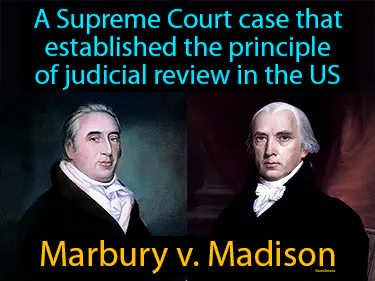 A Supreme Court case that
established the principle
of judicial review in the US
Marbury v. Madison